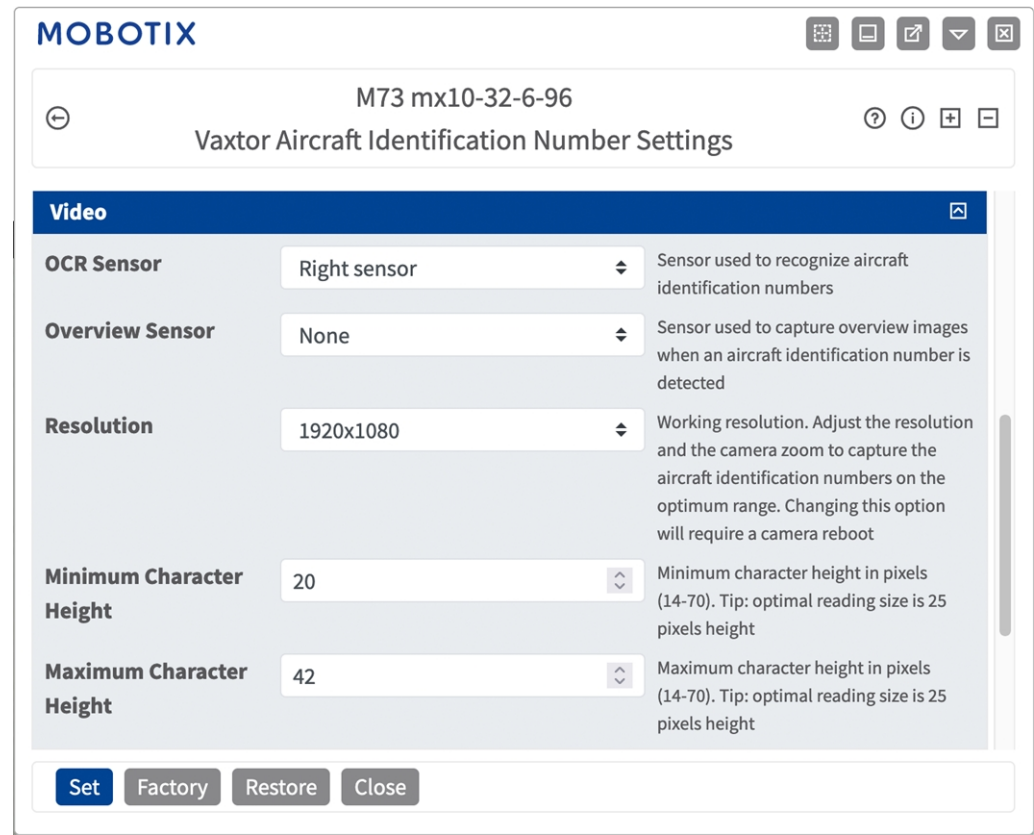 MOBOTIX
M73 mx10-32-6-96
Vaxtor Aircraft Identification Number Settings
Video
OCR Sensor
Right sensor
Sensor used to recognize aircraft
identification numbers
Overview Sensor
None
Sensor used to capture overview images
when an aircraft identification number is
detected
Resolution
1920x1080
Working resolution. Adjust the resolution
and the camera zoom to capture the
aircraft identification numbers on the
optimum range. Changing this option
will require a camera reboot
Minimum Character
Height
20
Minimum character height in pixels
(14-70). Tip: optimal reading size is 25
pixels height
Maximum Character
Height
42
Maximum character height in pixels
(14-70). Tip: optimal reading size is 25
pixels height
Set Factory Restore Close